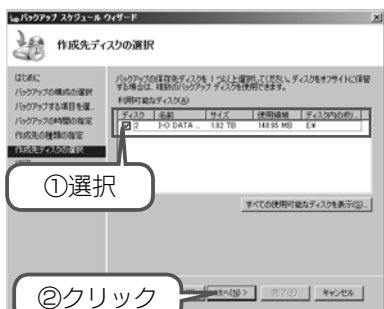 バックアップ スケジュール ウィザード
作成先ディスクの選択
はじめに
バックアップの構成の選択
バックアップする項目を選...
バックアップの時間の指定
作成先の種類の指定
作成先ディスクの選択
バックアップの保存先ディスクを 1 つ以上選択してください。ディスクをオフサイトに保管
する場合は、複数のバックアップ ディスクを使用できます。
利用可能なディスク(A)
ディスク 名前 サイズ 使用領域 ディスク内のボリ...
2 I-O DATA ... 1.82 TB 148.95 MB E:¥
①選択
すべての使用可能なディスクを表示(S)...
②クリック
次へ(N) > 完了(F) キャンセル